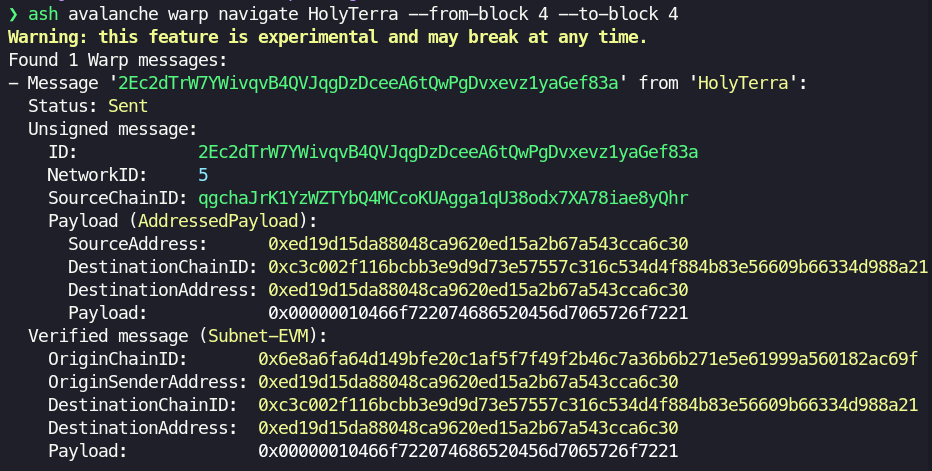 ❯ ash avalanche warp navigate HolyTerra --from-block 4 --to-block 4
Warning: this feature is experimental and may break at any time.
Found 1 Warp messages:
- Message '2Ec2dTrW7YWivqvB4QVJqgDzDceeA6tQwPgDvxevz1yaGef83a' from 'HolyTerra':
Status: Sent
Unsigned message:
ID: 2Ec2dTrW7YWivqvB4QVJqgDzDceeA6tQwPgDvxevz1yaGef83a
NetworkID: 5
SourceChainID: qgchaJrK1YzWZTYbQ4MCcoKUAgga1qU38odx7XA78iae8yQhr
Payload (AddressedPayload):
SourceAddress: 0xed19d15da88048ca9620ed15a2b67a543cca6c30
DestinationChainID: 0xc3c002f116bcbb3e9d9d73e57557c316c534d4f884b83e56609b66334d988a21
DestinationAddress: 0xed19d15da88048ca9620ed15a2b67a543cca6c30
Payload: 0x00000010466f722074686520456d7065726f7221
Verified message (Subnet-EVM):
OriginChainID: 0x6e8a6fa64d149bfe20c1af5f7f49f2b46c7a36b6b271e5e61999a560182ac69f
OriginSenderAddress: 0xed19d15da88048ca9620ed15a2b67a543cca6c30
DestinationChainID: 0xc3c002f116bcbb3e9d9d73e57557c316c534d4f884b83e56609b66334d988a21
DestinationAddress: 0xed19d15da88048ca9620ed15a2b67a543cca6c30
Payload: 0x00000010466f722074686520456d7065726f7221